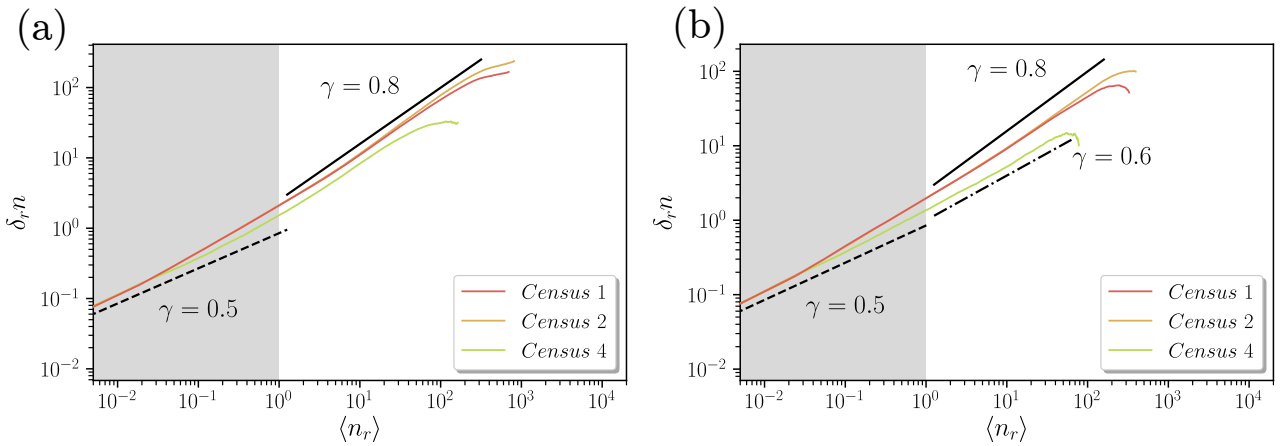 (a)
10^2
10^1
10^0
10^{-1}
10^{-2}
δ_r n
γ = 0.8
γ = 0.5
Census 1
Census 2
Census 4
10^{-2} 10^{-1} 10^0 10^1 10^2 10^3 10^4
⟨n_r⟩
(b)
10^2
10^1
10^0
10^{-1}
10^{-2}
δ_r n
γ = 0.8
γ = 0.6
γ = 0.5
Census 1
Census 2
Census 4
10^{-2} 10^{-1} 10^0 10^1 10^2 10^3 10^4
⟨n_r⟩